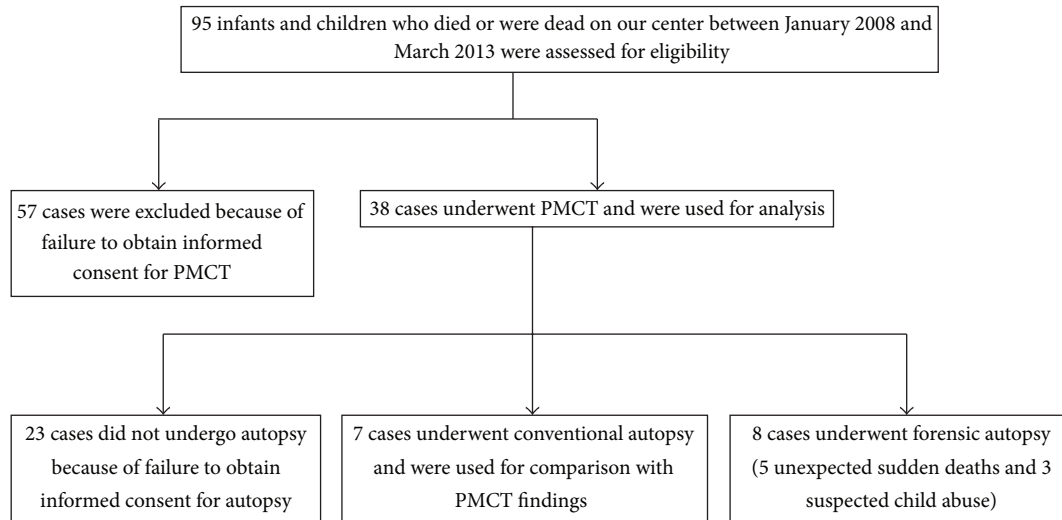 95 infants and children who died or were dead on our center between January 2008 and
March 2013 were assessed for eligibility
57 cases were excluded because of
failure to obtain informed
consent for PMCT
38 cases underwent PMCT and were used for analysis
23 cases did not undergo autopsy
because of failure to obtain
informed consent for autopsy
7 cases underwent conventional autopsy
and were used for comparison with
PMCT findings
8 cases underwent forensic autopsy
(5 unexpected sudden deaths and 3
suspected child abuse)